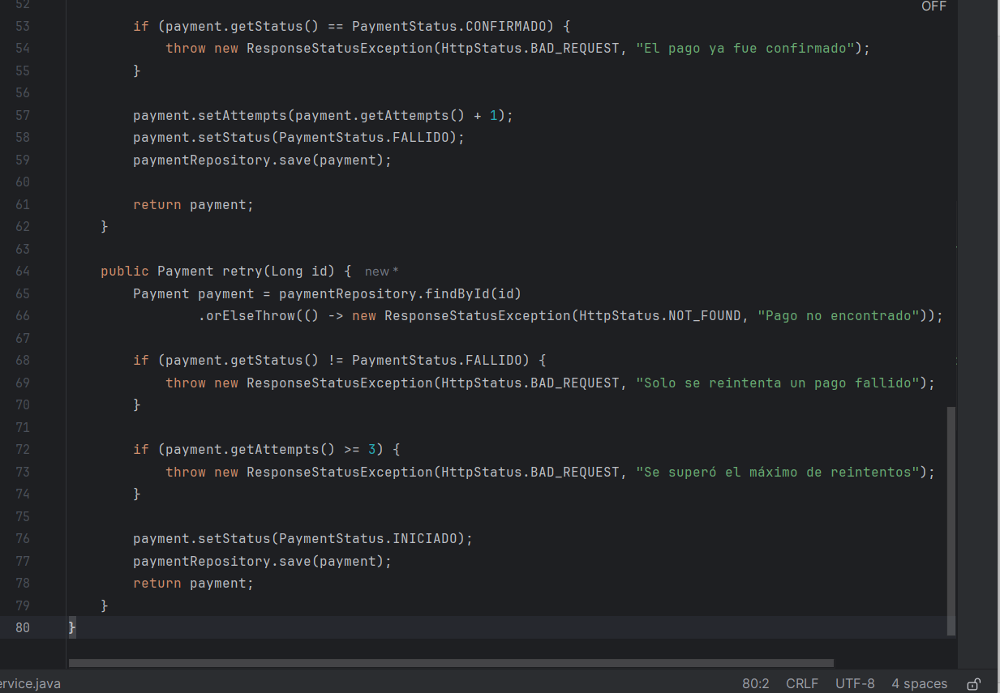 52
OFF
53 if (payment.getStatus() == PaymentStatus.CONFIRMADO) {
54 throw new ResponseStatusException(HttpStatus.BAD_REQUEST, "El pago ya fue confirmado");
55 }
56
57 payment.setAttempts(payment.getAttempts() + 1);
58 payment.setStatus(PaymentStatus.FALLIDO);
59 paymentRepository.save(payment);
60
61 return payment;
62 }
63
64 public Payment retry(Long id) { new *
65 Payment payment = paymentRepository.findById(id)
66 .orElseThrow(() -> new ResponseStatusException(HttpStatus.NOT_FOUND, "Pago no encontrado"));
67
68 if (payment.getStatus() != PaymentStatus.FALLIDO) {
69 throw new ResponseStatusException(HttpStatus.BAD_REQUEST, "Solo se reintenta un pago fallido");
70 }
71
72 if (payment.getAttempts() >= 3) {
73 throw new ResponseStatusException(HttpStatus.BAD_REQUEST, "Se superó el máximo de reintentos");
74 }
75
76 payment.setStatus(PaymentStatus.INICIADO);
77 paymentRepository.save(payment);
78 return payment;
79 }
80 }
ervice.java 80:2 CRLF UTF-8 4 spaces